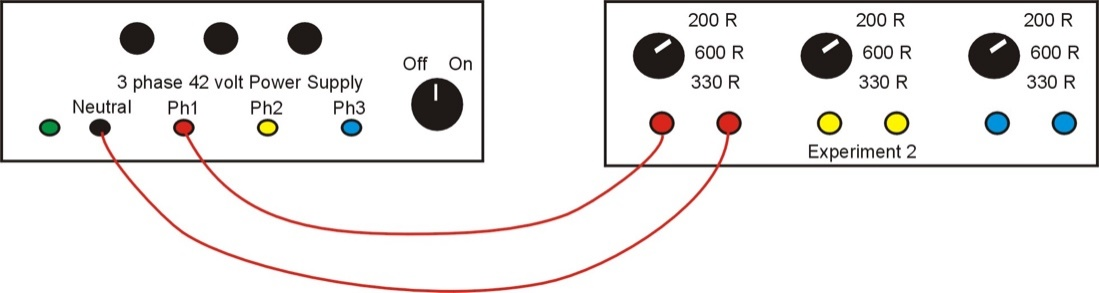 3 phase 42 volt Power Supply
Off On
Neutral Ph1 Ph2 Ph3
200 R 200 R 200 R
600 R 600 R 600 R
330 R 330 R 330 R
Experiment 2